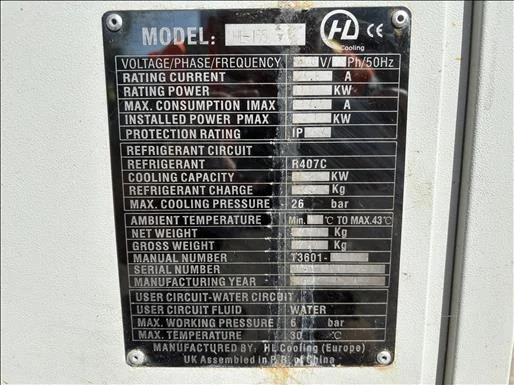 MODEL:
HL
Cooling
CE
VOLTAGE/PHASE/FREQUENCY V/ Ph/50Hz
RATING CURRENT A
RATING POWER KW
MAX. CONSUMPTION IMAX A
INSTALLED POWER PMAX KW
PROTECTION RATING IP
REFRIGERANT CIRCUIT
REFRIGERANT R407C
COOLING CAPACITY KW
REFRIGERANT CHARGE Kg
MAX. COOLING PRESSURE 26 bar
AMBIENT TEMPERATURE Min. ℃ TO MAX.43℃
NET WEIGHT Kg
GROSS WEIGHT Kg
MANUAL NUMBER T3601-
SERIAL NUMBER
MANUFACTURING YEAR
USER CIRCUIT-WATER CIRCUIT
USER CIRCUIT FLUID WATER
MAX. WORKING PRESSURE 6 bar
MAX. TEMPERATURE 30 ℃
MANUFACTURED BY, HL Cooling (Europe)
UK Assembled in P. R. of China